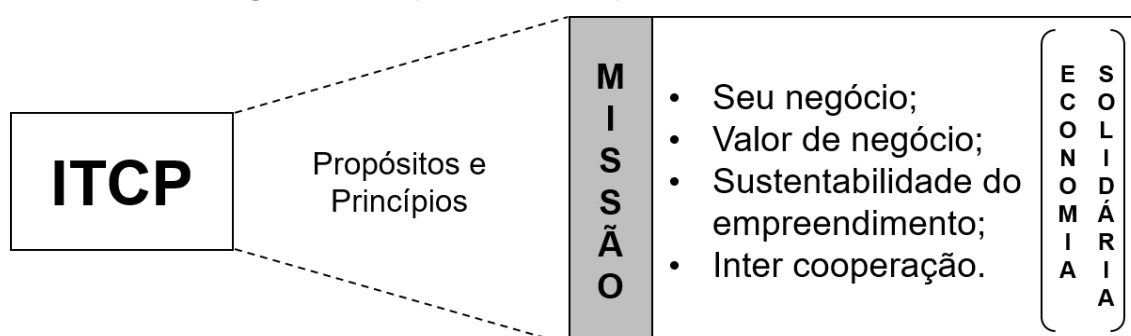 ITCP
Propósitos e
Princípios
MISSÃO
• Seu negócio;
• Valor de negócio;
• Sustentabilidade do
empreendimento;
• Inter cooperação.
ECONOMIA
SOLIDÁRIA